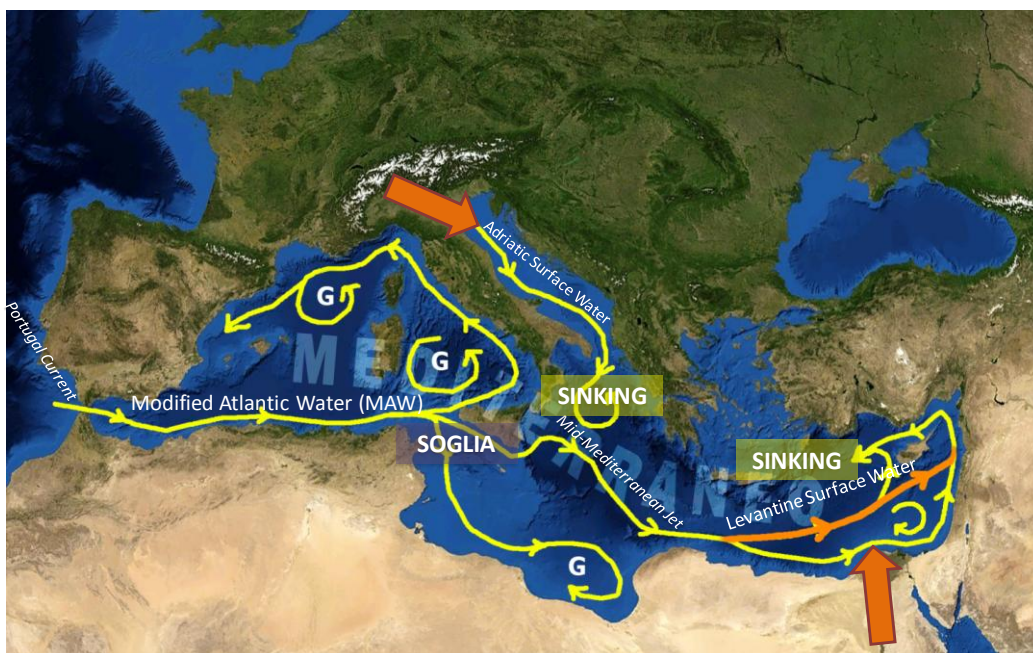 Adriatic Surface Water
G
Portugal Current
MEDITERRANEO
G
SINKING
Modified Atlantic Water (MAW)
SOGLIA
Mid-Mediterranean Jet
SINKING
Levantine Surface Water
G